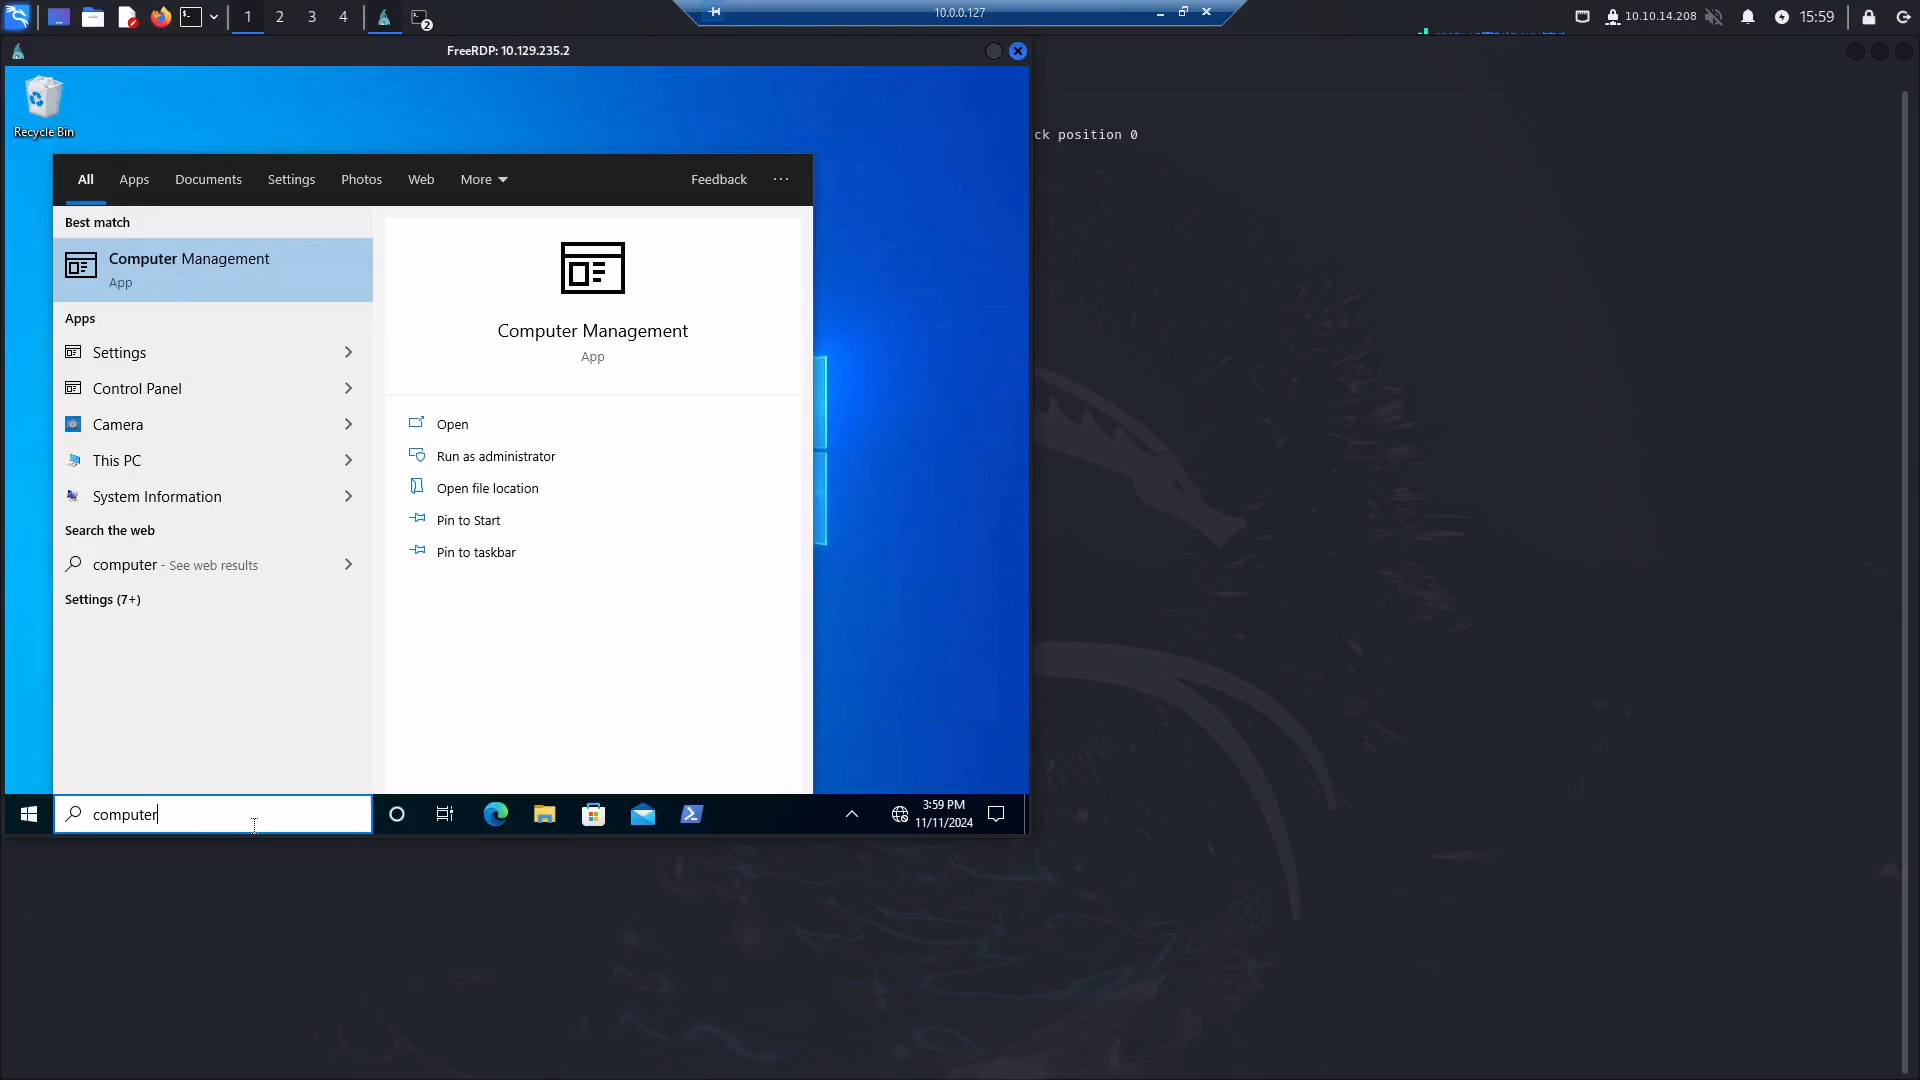 1 2 3 4
2
10.0.0.127
10.10.14.208 15:59
FreeRDP: 10.129.235.2
Recycle Bin
ck position 0
All Apps Documents Settings Photos Web More Feedback ...
Best match
Computer Management
App
Apps
Settings
Control Panel
Camera
This PC
System Information
Search the web
computer - See web results
Settings (7+)
Computer Management
App
Open
Run as administrator
Open file location
Pin to Start
Pin to taskbar
computer
3:59 PM
11/11/2024